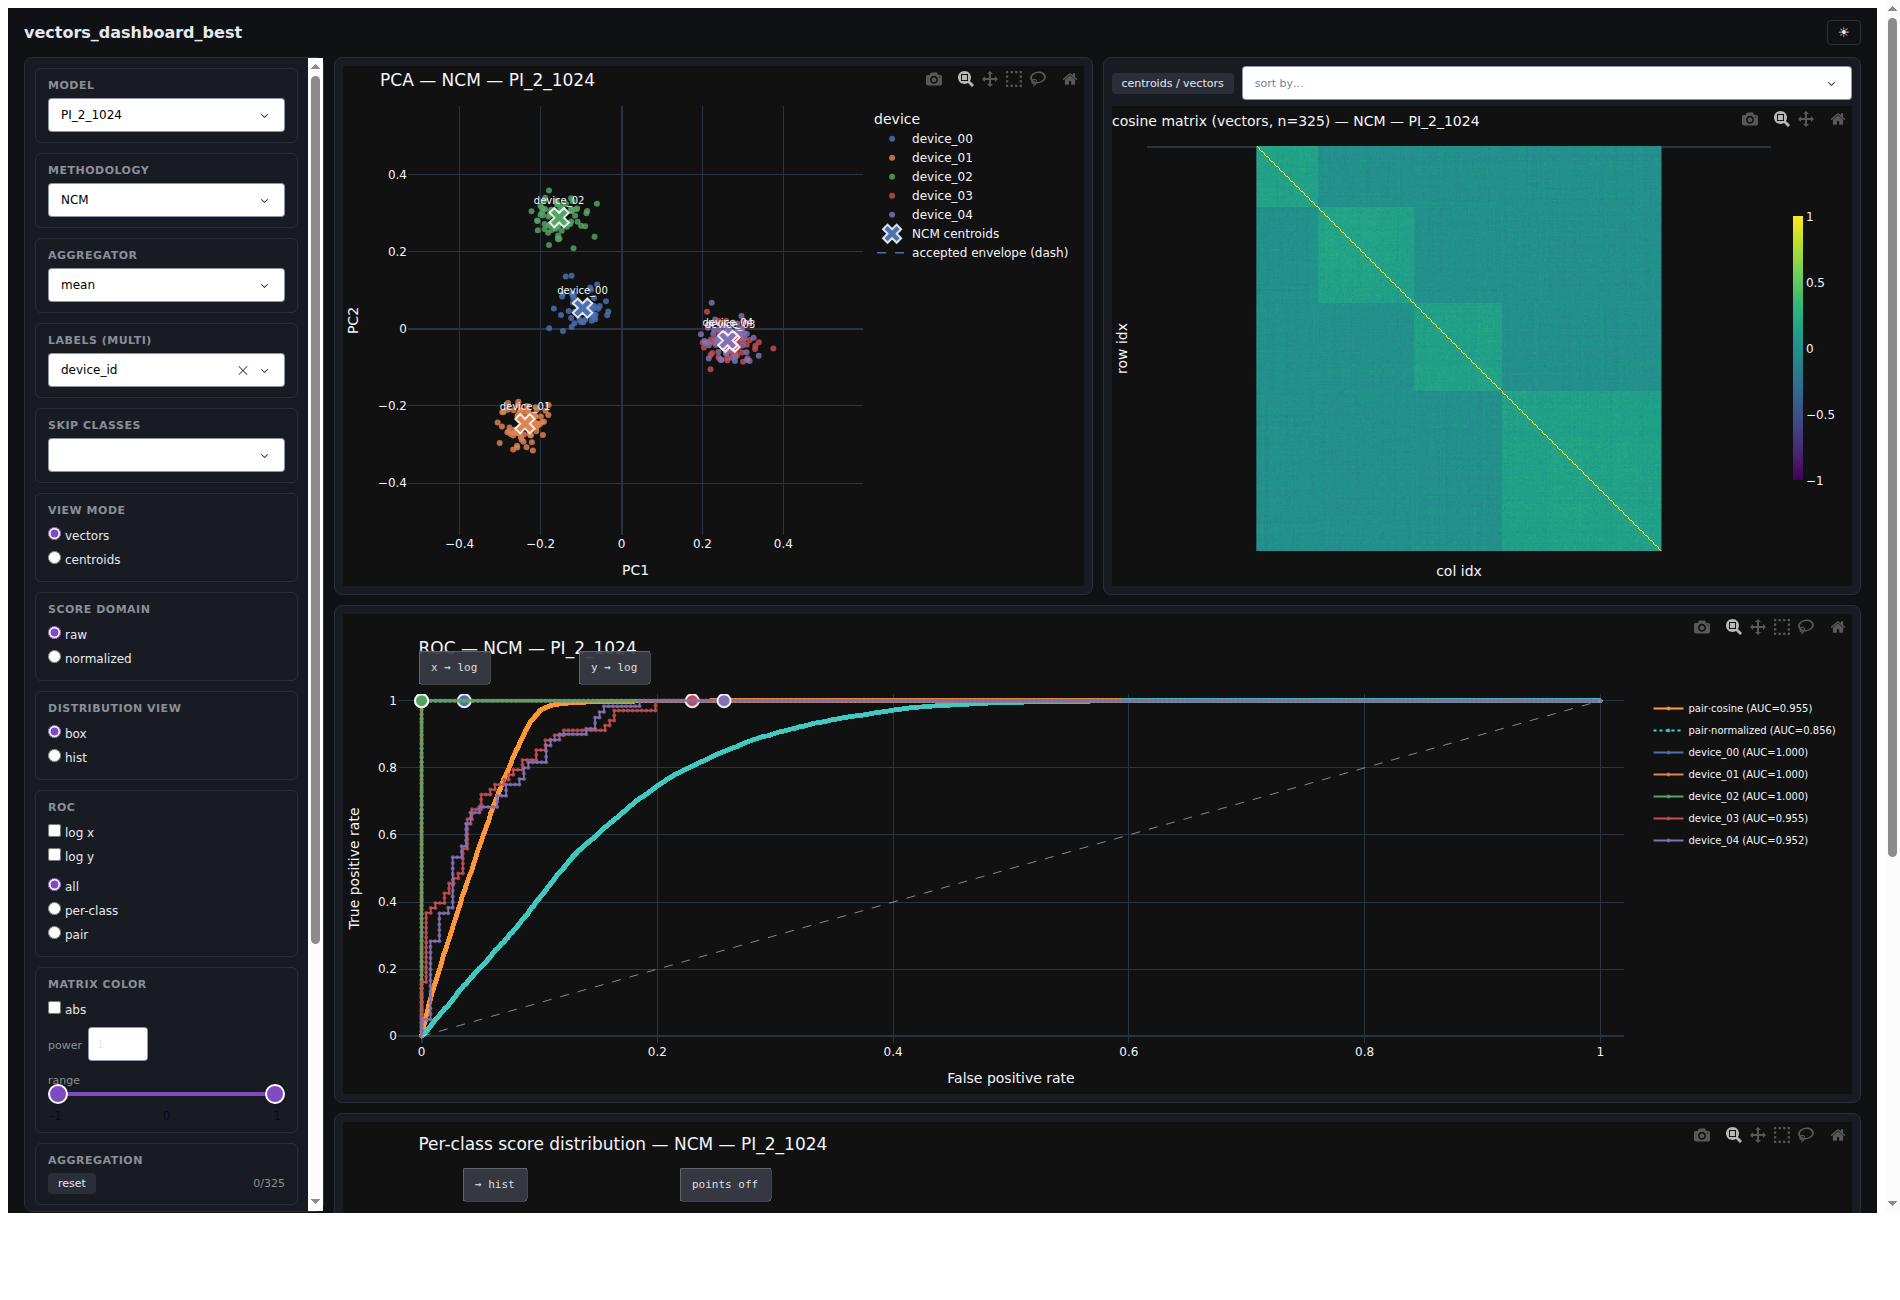 vectors_dashboard_best
☀
MODEL
PI_2_1024
METHODOLOGY
NCM
AGGREGATOR
mean
LABELS (MULTI)
device_id
SKIP CLASSES
VIEW MODE
vectors
centroids
SCORE DOMAIN
raw
normalized
DISTRIBUTION VIEW
box
hist
ROC
log x
log y
all
per-class
pair
MATRIX COLOR
abs
power 1
range
-1 0 1
AGGREGATION
reset 0/325
PCA — NCM — PI_2_1024
device
device_00
device_01
device_02
device_03
device_04
NCM centroids
accepted envelope (dash)
0.4
0.2
0
−0.2
−0.4
PC2
device_02
device_00
device_04
device_03
device_01
−0.4 −0.2 0 0.2 0.4
PC1
centroids / vectors
sort by...
cosine matrix (vectors, n=325) — NCM — PI_2_1024
row idx
col idx
1
0.5
0
−0.5
−1
ROC — NCM — PI_2_1024
x → log
y → log
1
0.8
0.6
0.4
0.2
0
True positive rate
0 0.2 0.4 0.6 0.8 1
False positive rate
pair·cosine (AUC=0.955)
pair·normalized (AUC=0.856)
device_00 (AUC=1.000)
device_01 (AUC=1.000)
device_02 (AUC=1.000)
device_03 (AUC=0.955)
device_04 (AUC=0.952)
Per-class score distribution — NCM — PI_2_1024
→ hist
points off